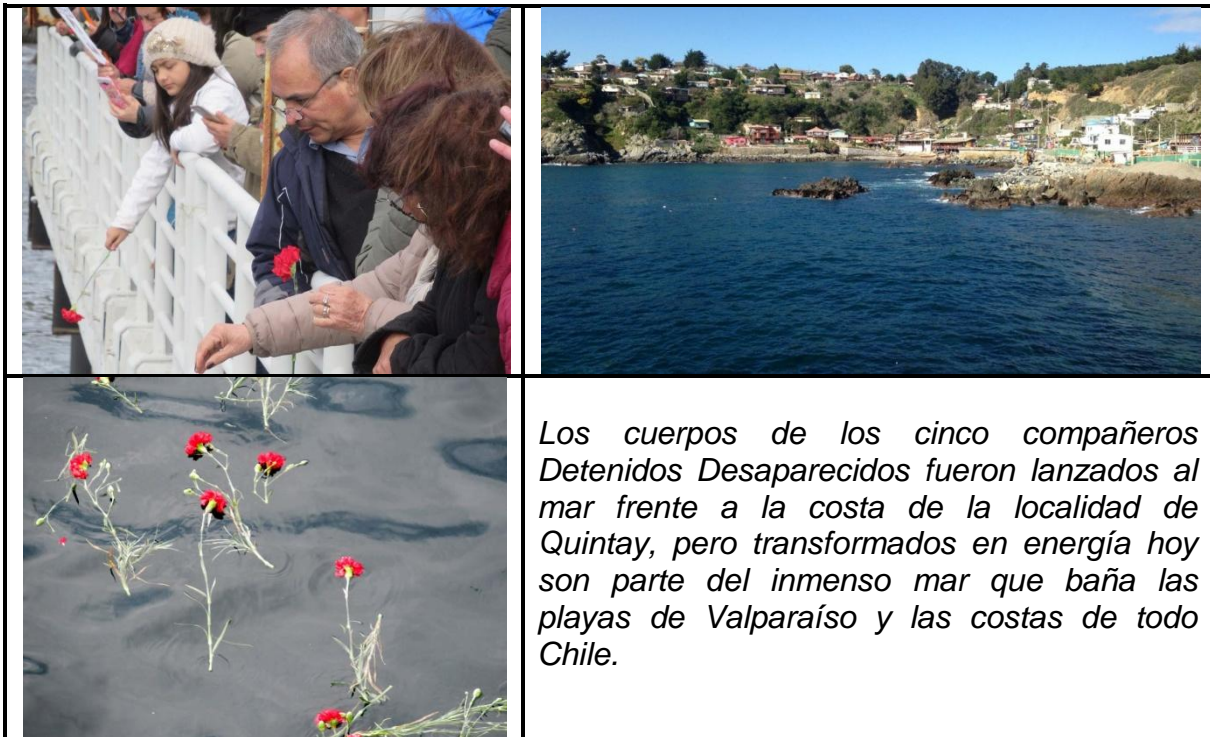 Los cuerpos de los cinco compañeros
Detenidos Desaparecidos fueron lanzados al
mar frente a la costa de la localidad de
Quintay, pero transformados en energía hoy
son parte del inmenso mar que baña las
playas de Valparaíso y las costas de todo
Chile.